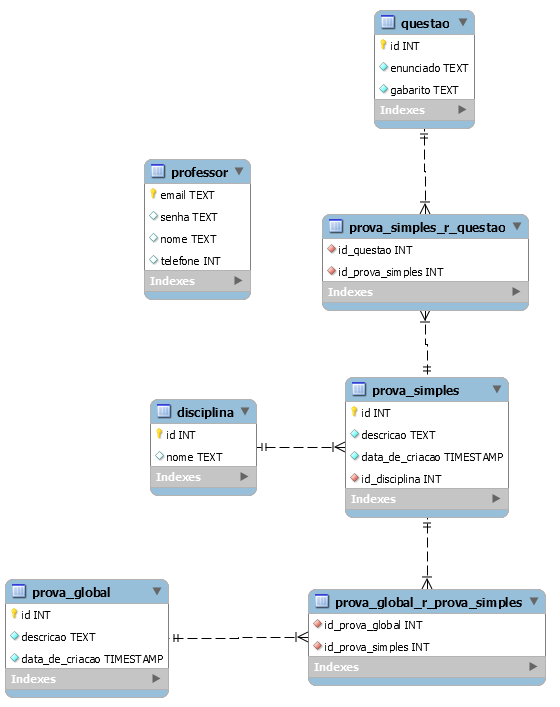 questao
id INT
enunciado TEXT
gabarito TEXT
Indexes
professor
email TEXT
senha TEXT
nome TEXT
telefone INT
Indexes
prova_simples_r_questao
id_questao INT
id_prova_simples INT
Indexes
prova_simples
id INT
descricao TEXT
data_de_criacao TIMESTAMP
id_disciplina INT
Indexes
disciplina
id INT
nome TEXT
Indexes
prova_global
id INT
descricao TEXT
data_de_criacao TIMESTAMP
Indexes
prova_global_r_prova_simples
id_prova_global INT
id_prova_simples INT
Indexes